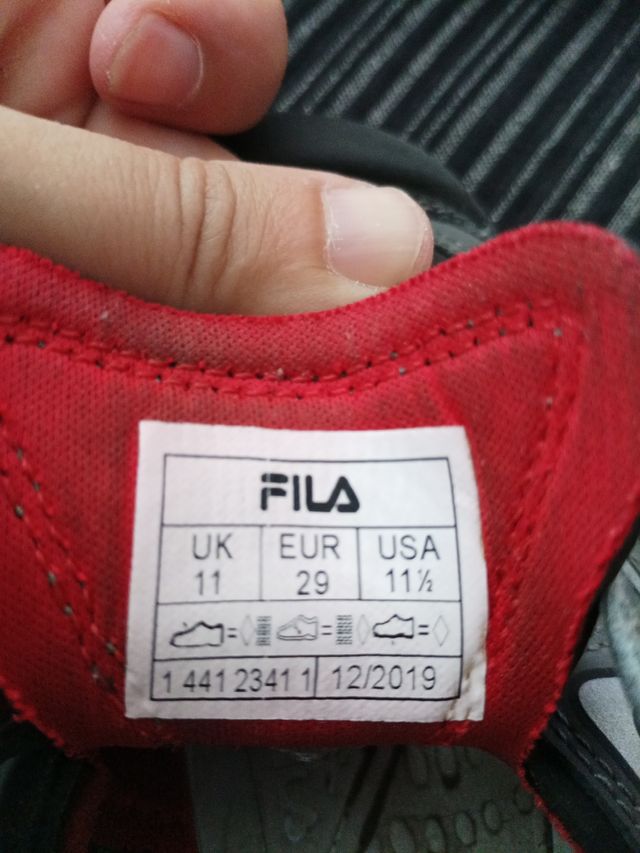 FILA
UK EUR USA
11 29 11½
= = =
1 441 2341 1 12/2019